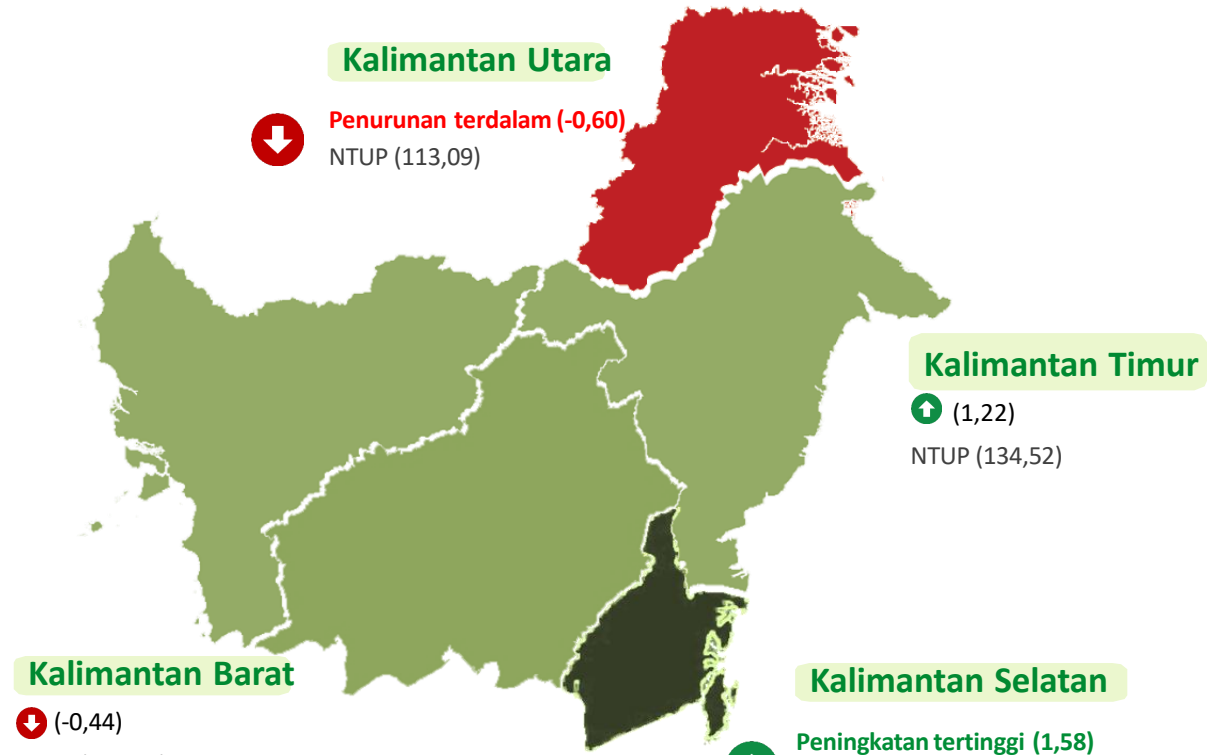 Kalimantan Utara
Penurunan terdalam (-0,60)
NTUP (113,09)
Kalimantan Timur
(1,22)
NTUP (134,52)
Kalimantan Barat
(-0,44)
Kalimantan Selatan
Peningkatan tertinggi (1,58)